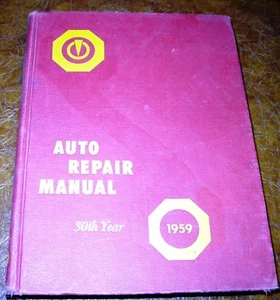 AUTO
REPAIR
MANUAL
30th Year
1959